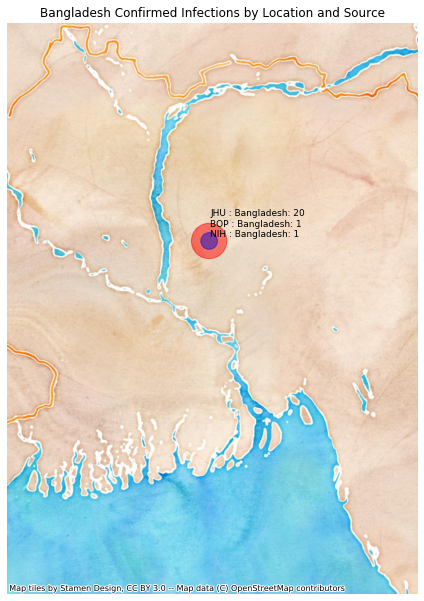 Bangladesh Confirmed Infections by Location and Source
JHU : Bangladesh: 20
BOP : Bangladesh: 1
NIH : Bangladesh: 1
Map tiles by Stamen Design, CC BY 3.0 -- Map data (C) OpenStreetMap contributors